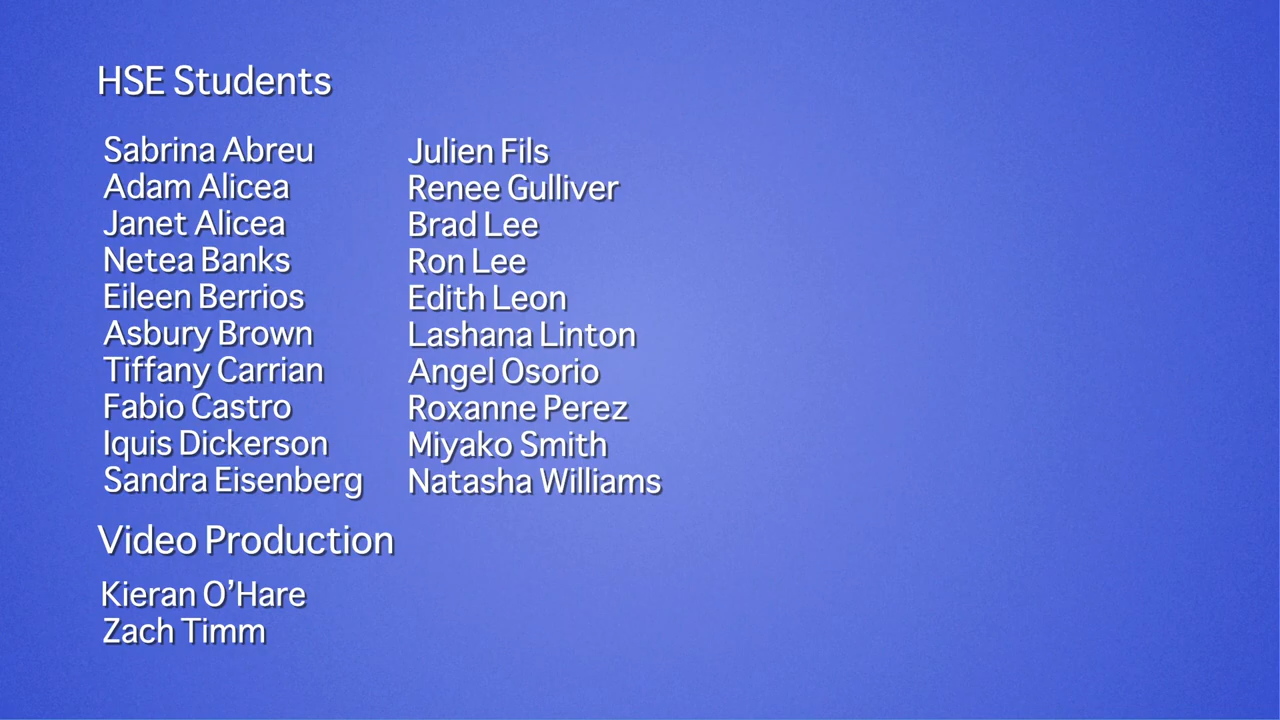 HSE Students
Sabrina Abreu
Adam Alicea
Janet Alicea
Netea Banks
Eileen Berrios
Asbury Brown
Tiffany Carrian
Fabio Castro
Iquis Dickerson
Sandra Eisenberg
Julien Fils
Renee Gulliver
Brad Lee
Ron Lee
Edith Leon
Lashana Linton
Angel Osorio
Roxanne Perez
Miyako Smith
Natasha Williams
Video Production
Kieran O’Hare
Zach Timm